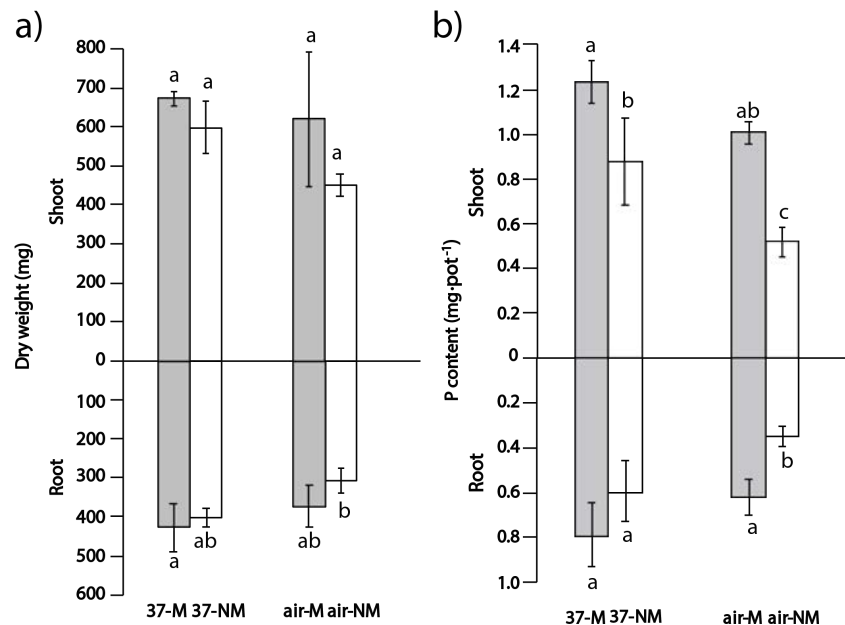 a)
800
700
600
500
400
300
200
100
0
100
200
300
400
500
600
Dry weight (mg)
Shoot
Root
a
a
a
a
a
ab
ab
b
37-M 37-NM
air-M air-NM
b)
1.4
1.2
1.0
0.8
0.6
0.4
0.2
0
0.2
0.4
0.6
0.8
1.0
P content (mg·pot⁻¹)
Shoot
Root
a
b
ab
c
a
a
a
b
37-M 37-NM
air-M air-NM